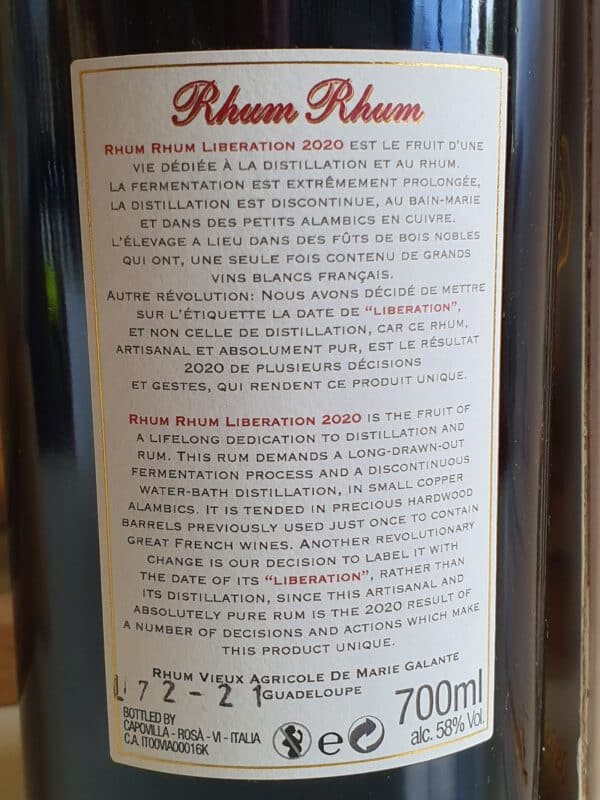 Rhum Rhum
RHUM RHUM LIBERATION 2020 EST LE FRUIT D'UNE
VIE DÉDIÉE À LA DISTILLATION ET AU RHUM.
LA FERMENTATION EST EXTRÊMEMENT PROLONGÉE,
LA DISTILLATION EST DISCONTINUE, AU BAIN-MARIE
ET DANS DES PETITS ALAMBICS EN CUIVRE.
L'ÉLEVAGE A LIEU DANS DES FÛTS DE BOIS NOBLES
QUI ONT, UNE SEULE FOIS CONTENU DE GRANDS
VINS BLANCS FRANÇAIS.
AUTRE RÉVOLUTION: NOUS AVONS DÉCIDÉ DE METTRE
SUR L'ÉTIQUETTE LA DATE DE "LIBERATION",
ET NON CELLE DE DISTILLATION, CAR CE RHUM,
ARTISANAL ET ABSOLUMENT PUR, EST LE RÉSULTAT
2020 DE PLUSIEURS DÉCISIONS
ET GESTES, QUI RENDENT CE PRODUIT UNIQUE.
RHUM RHUM LIBERATION 2020 IS THE FRUIT OF
A LIFELONG DEDICATION TO DISTILLATION AND
RUM. THIS RUM DEMANDS A LONG-DRAWN-OUT
FERMENTATION PROCESS AND A DISCONTINUOUS
WATER-BATH DISTILLATION, IN SMALL COPPER
ALAMBICS. IT IS TENDED IN PRECIOUS HARDWOOD
BARRELS PREVIOUSLY USED JUST ONCE TO CONTAIN
GREAT FRENCH WINES. ANOTHER REVOLUTIONARY
CHANGE IS OUR DECISION TO LABEL IT WITH
THE DATE OF ITS "LIBERATION", RATHER THAN
ITS DISTILLATION, SINCE THIS ARTISANAL AND
ABSOLUTELY PURE RUM IS THE 2020 RESULT OF
A NUMBER OF DECISIONS AND ACTIONS WHICH MAKE
THIS PRODUCT UNIQUE.
RHUM VIEUX AGRICOLE DE MARIE GALANTE
GUADELOUPE
L72-21
BOTTLED BY
CAPOVILLA - ROSÀ - VI - ITALIA
C.A. IT00VIA00016K
e
700ml
alc. 58% Vol.